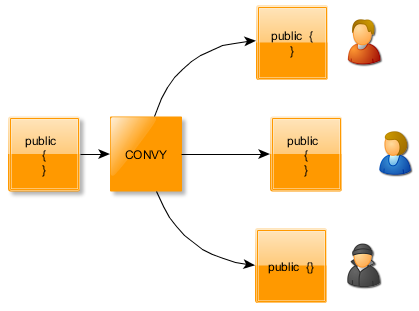 public {
}
public
{
}
CONVY
public
{
}
public {}